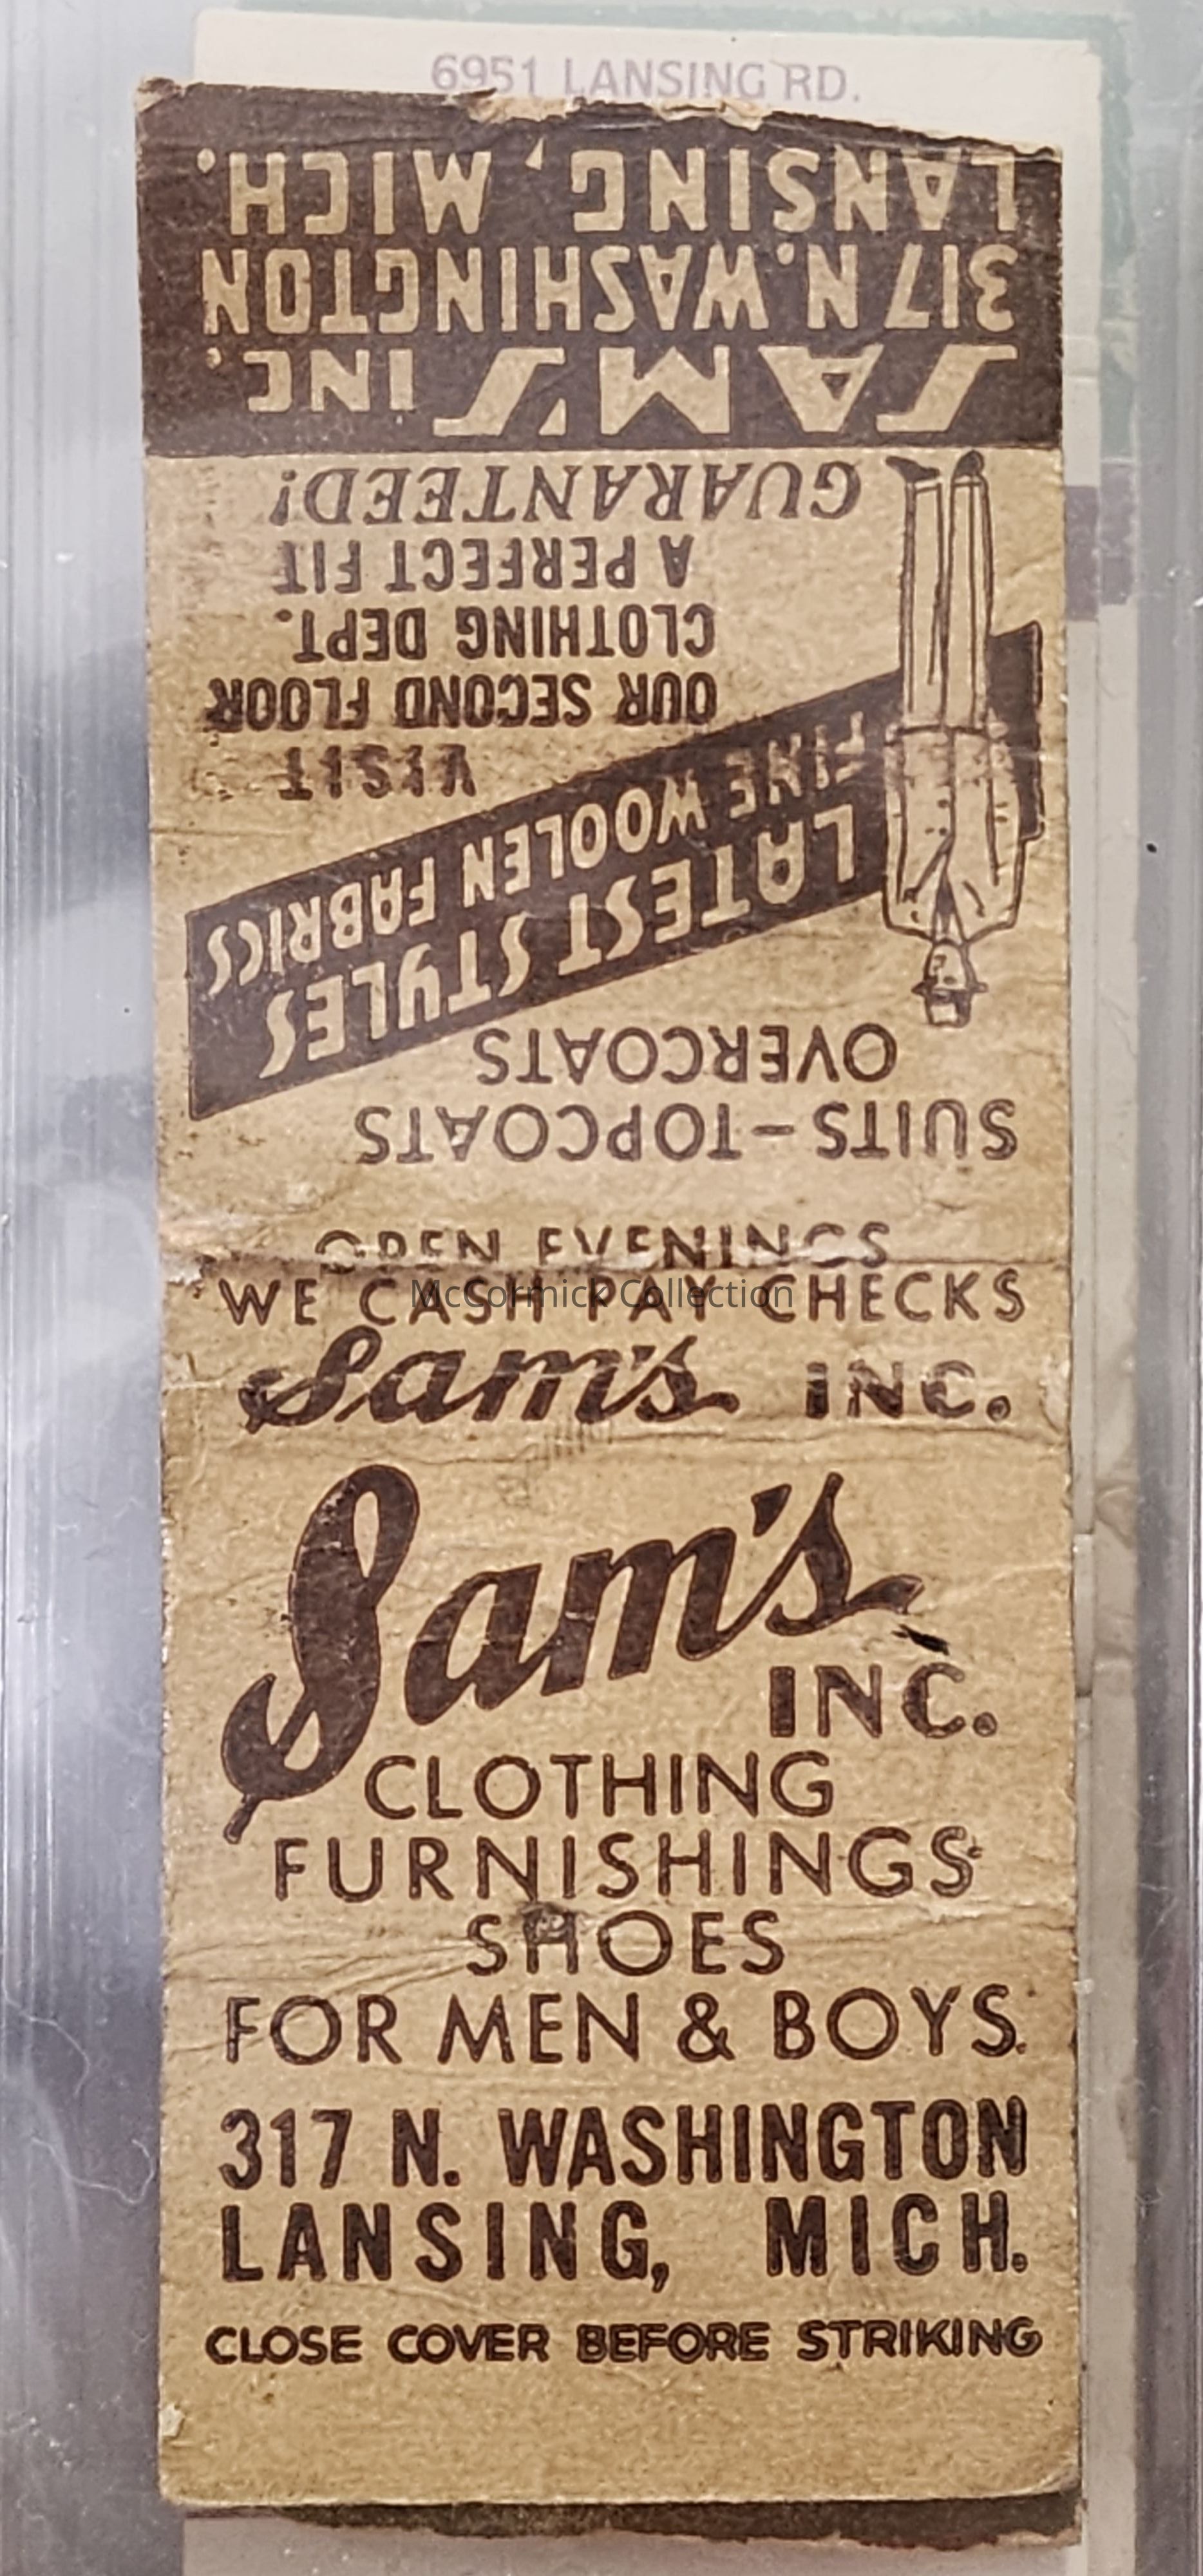 6951 LANSING RD.
SAM'S INC.
317 N. WASHINGTON
LANSING, MICH.
SUITS-TOPCOATS
OVERCOATS
LATEST STYLES
FINE WOOLEN FABRICS
VISIT
OUR SECOND FLOOR
CLOTHING DEPT.
A PERFECT FIT
GUARANTEED!
OPEN EVENINGS
WE CASH PAY CHECKS
McCormick Collection
Sam's INC.
Sam's
INC.
CLOTHING
FURNISHINGS
SHOES
FOR MEN & BOYS.
317 N. WASHINGTON
LANSING, MICH.
CLOSE COVER BEFORE STRIKING